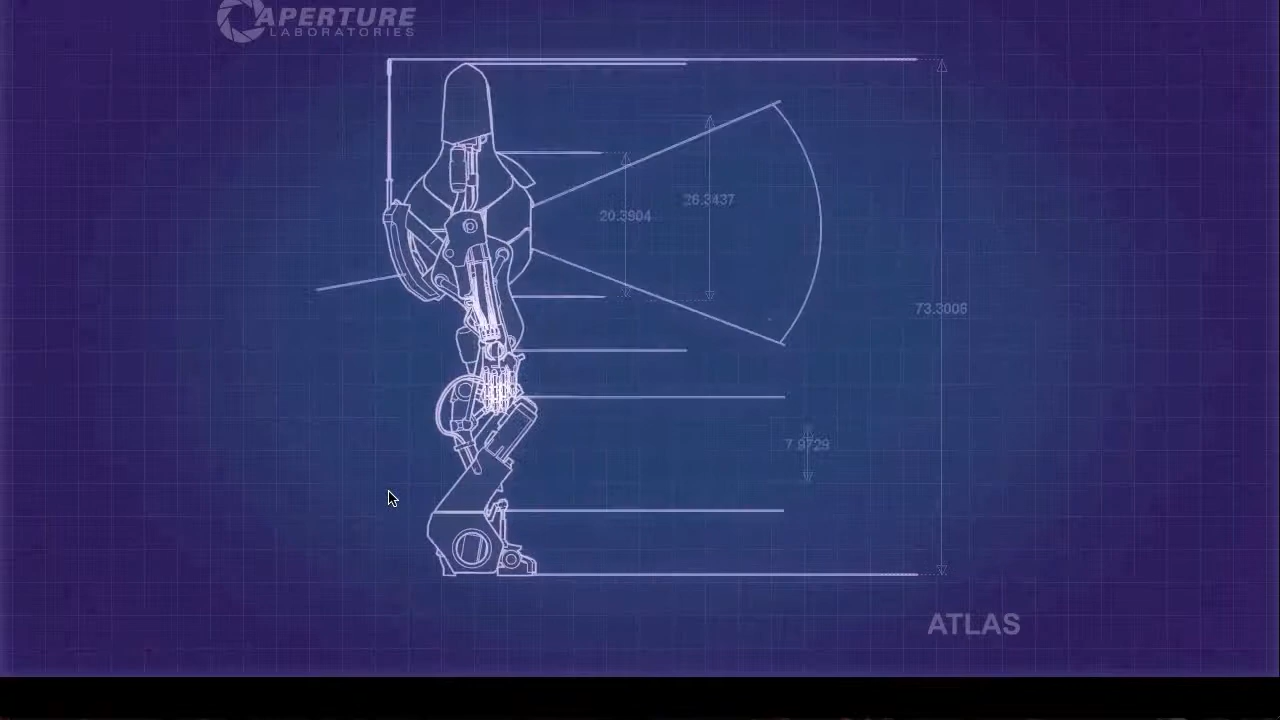 APERTURE
LABORATORIES
26.3437
20.3904
73.3006
7.9729
ATLAS